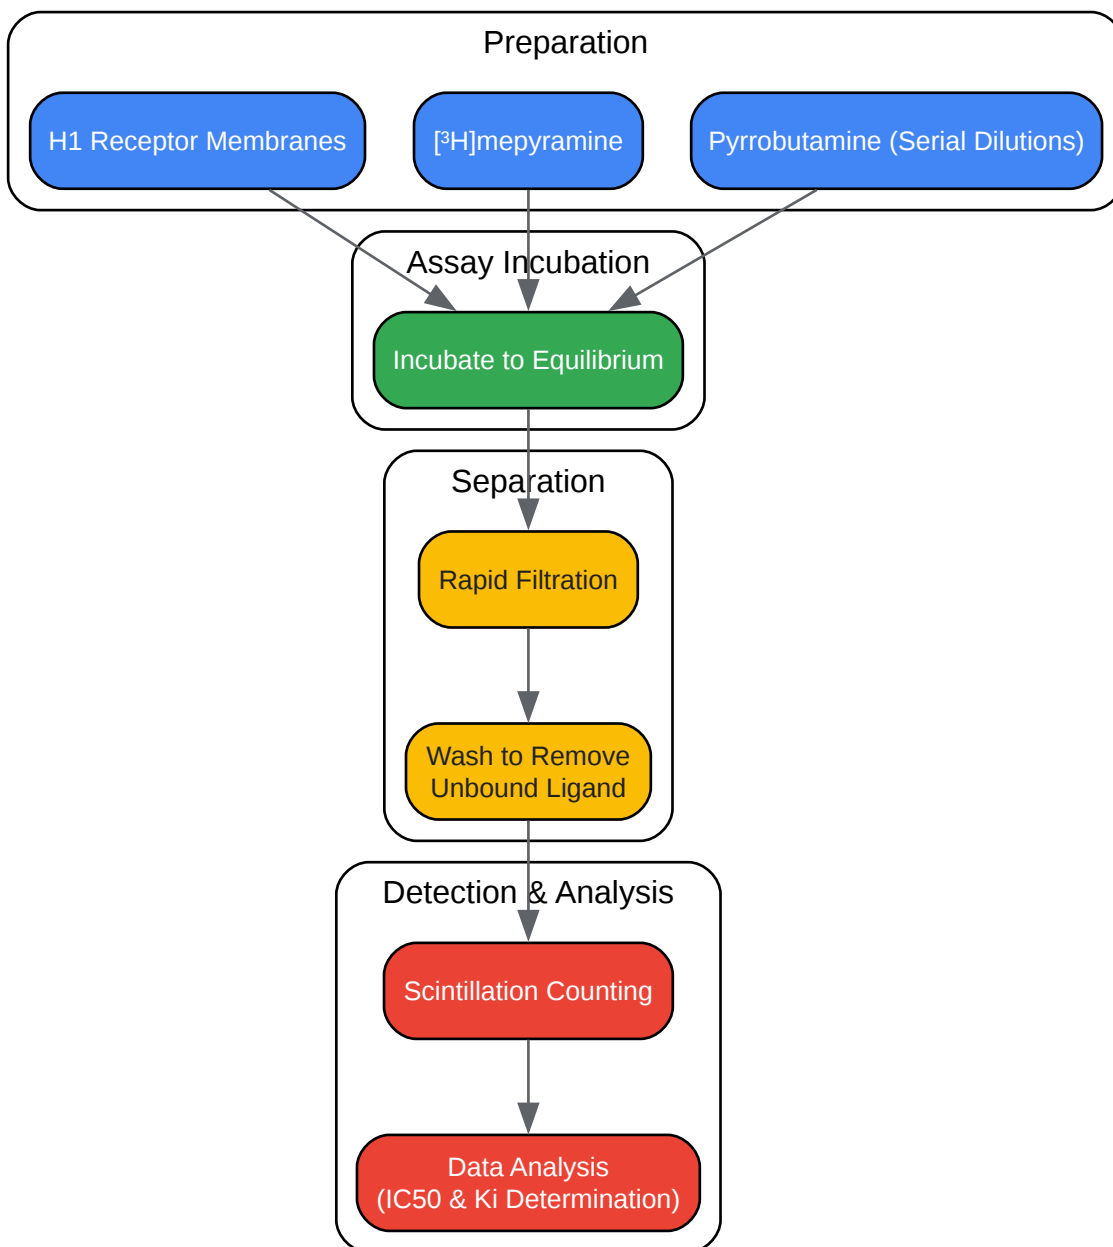 Preparation
H1 Receptor Membranes
[³H]mepyramine
Pyrrobutamine (Serial Dilutions)
Assay Incubation
Incubate to Equilibrium
Separation
Rapid Filtration
Wash to Remove
Unbound Ligand
Detection & Analysis
Scintillation Counting
Data Analysis
(IC50 & Ki Determination)